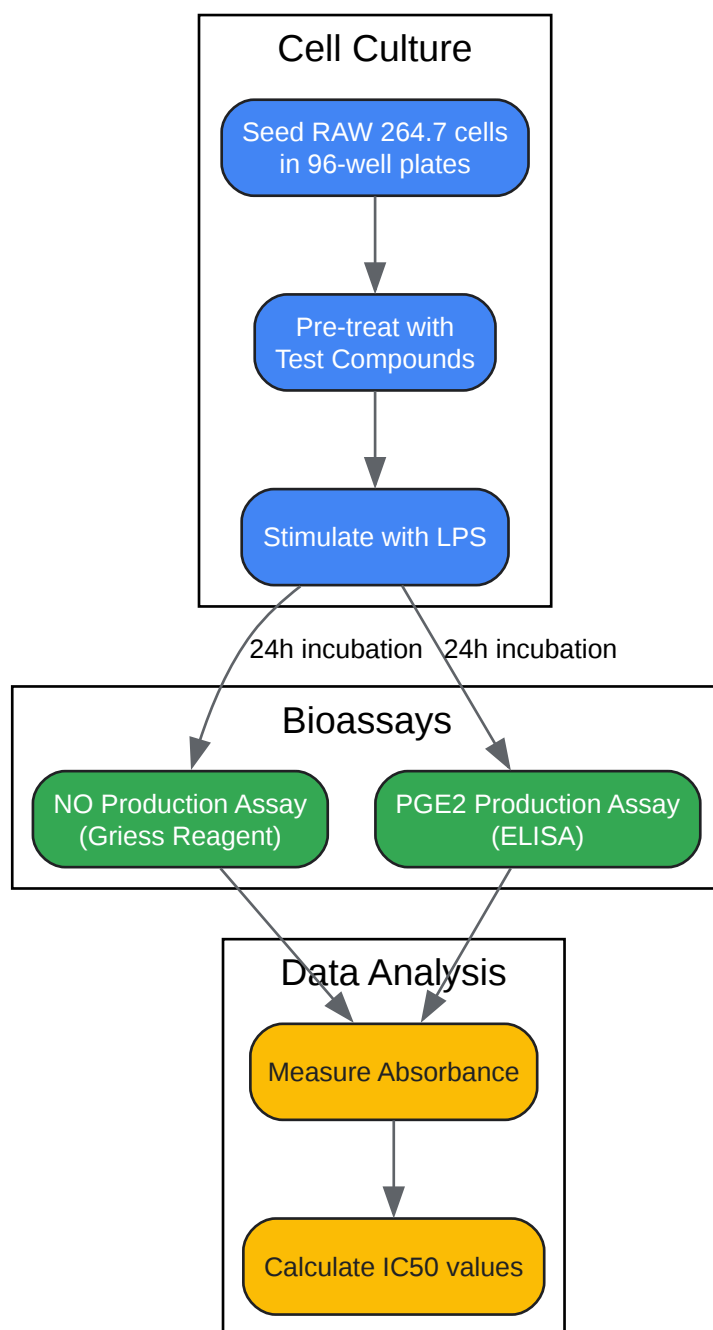 Cell Culture
Seed RAW 264.7 cells
in 96-well plates
Pre-treat with
Test Compounds
Stimulate with LPS
24h incubation
24h incubation
Bioassays
NO Production Assay
(Griess Reagent)
PGE2 Production Assay
(ELISA)
Data Analysis
Measure Absorbance
Calculate IC50 values